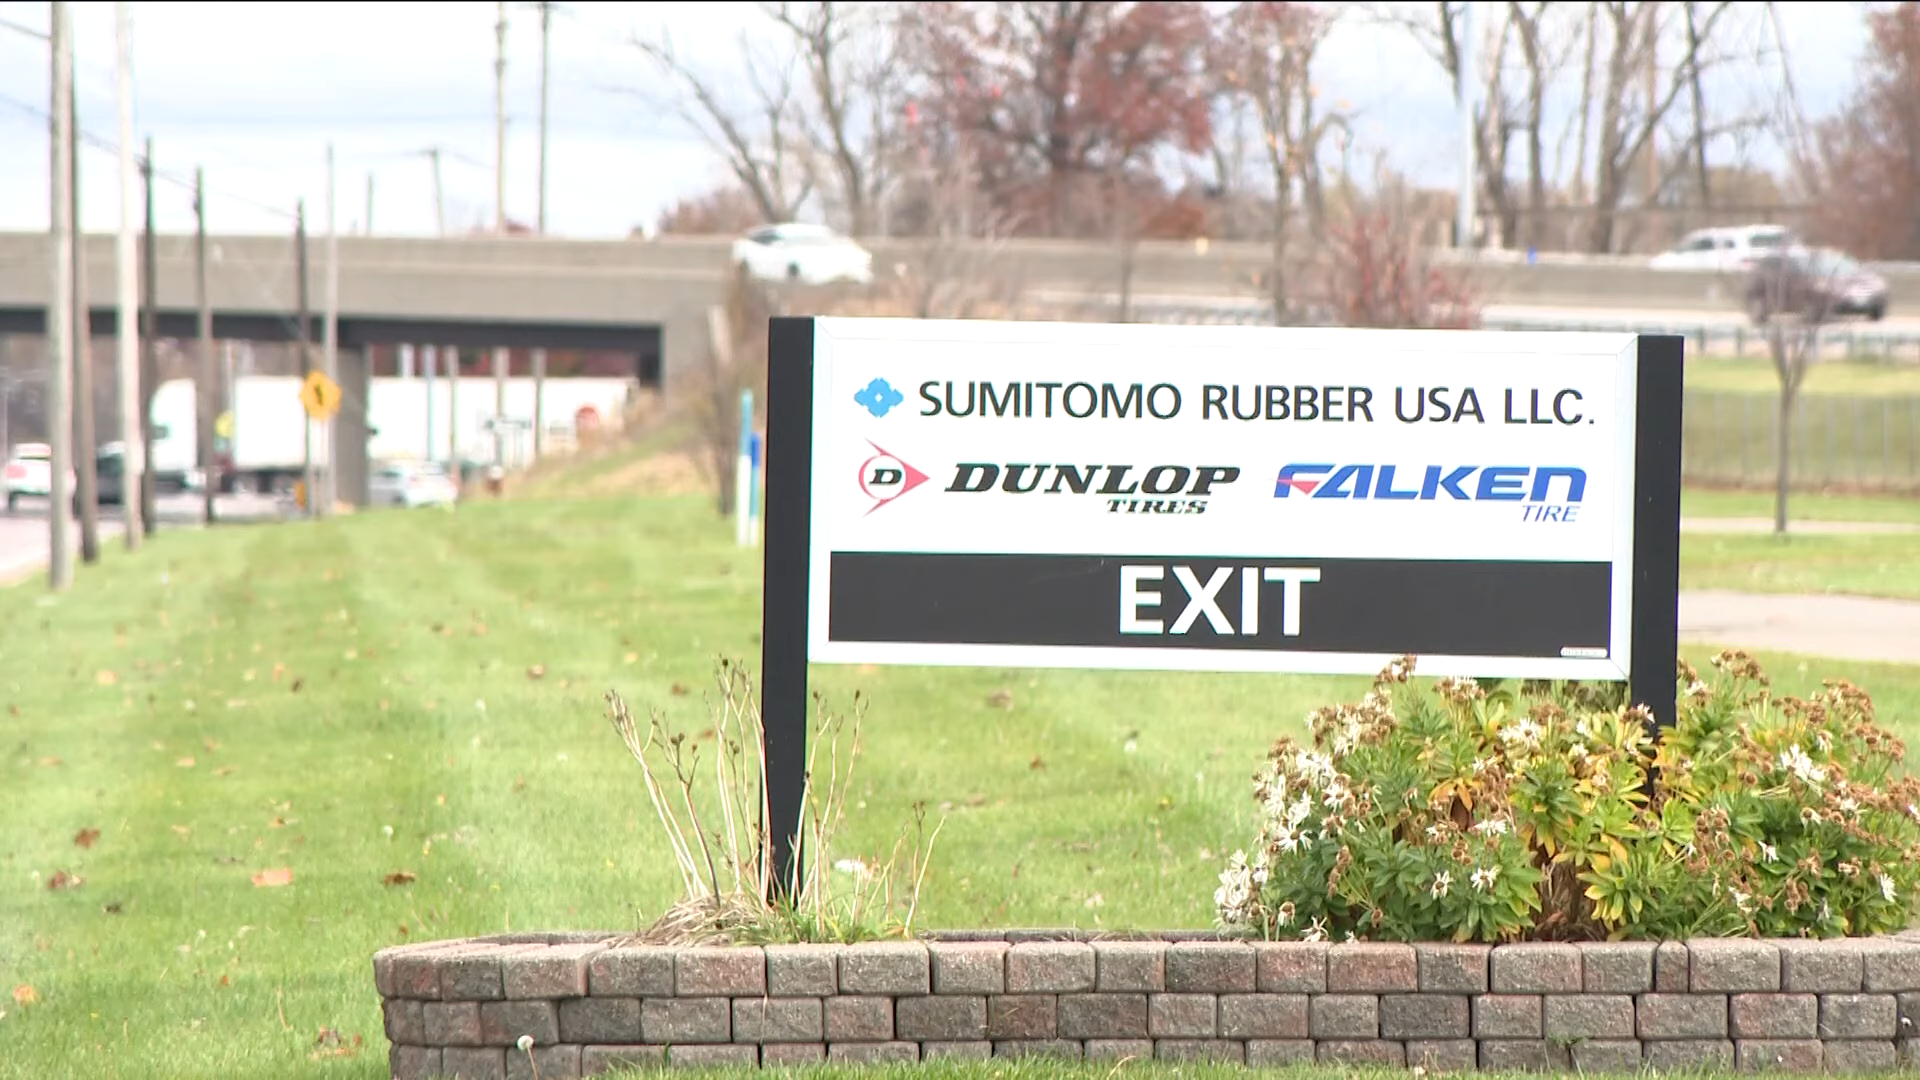 SUMITOMO RUBBER USA LLC.
D DUNLOP FALKEN
TIRES TIRE
EXIT